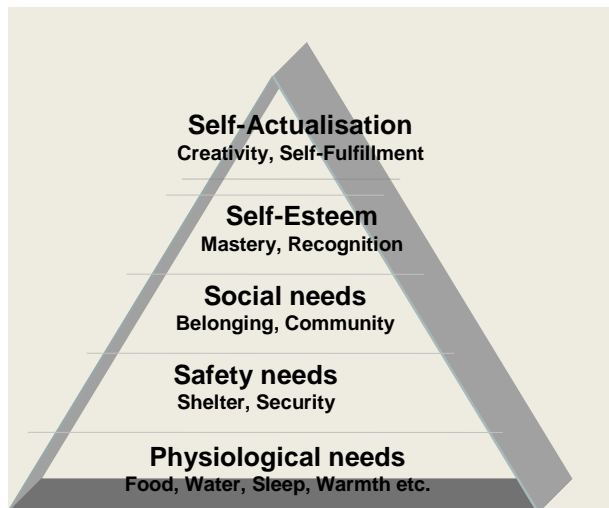 Self-Actualisation
Creativity, Self-Fulfillment
Self-Esteem
Mastery, Recognition
Social needs
Belonging, Community
Safety needs
Shelter, Security
Physiological needs
Food, Water, Sleep, Warmth etc.